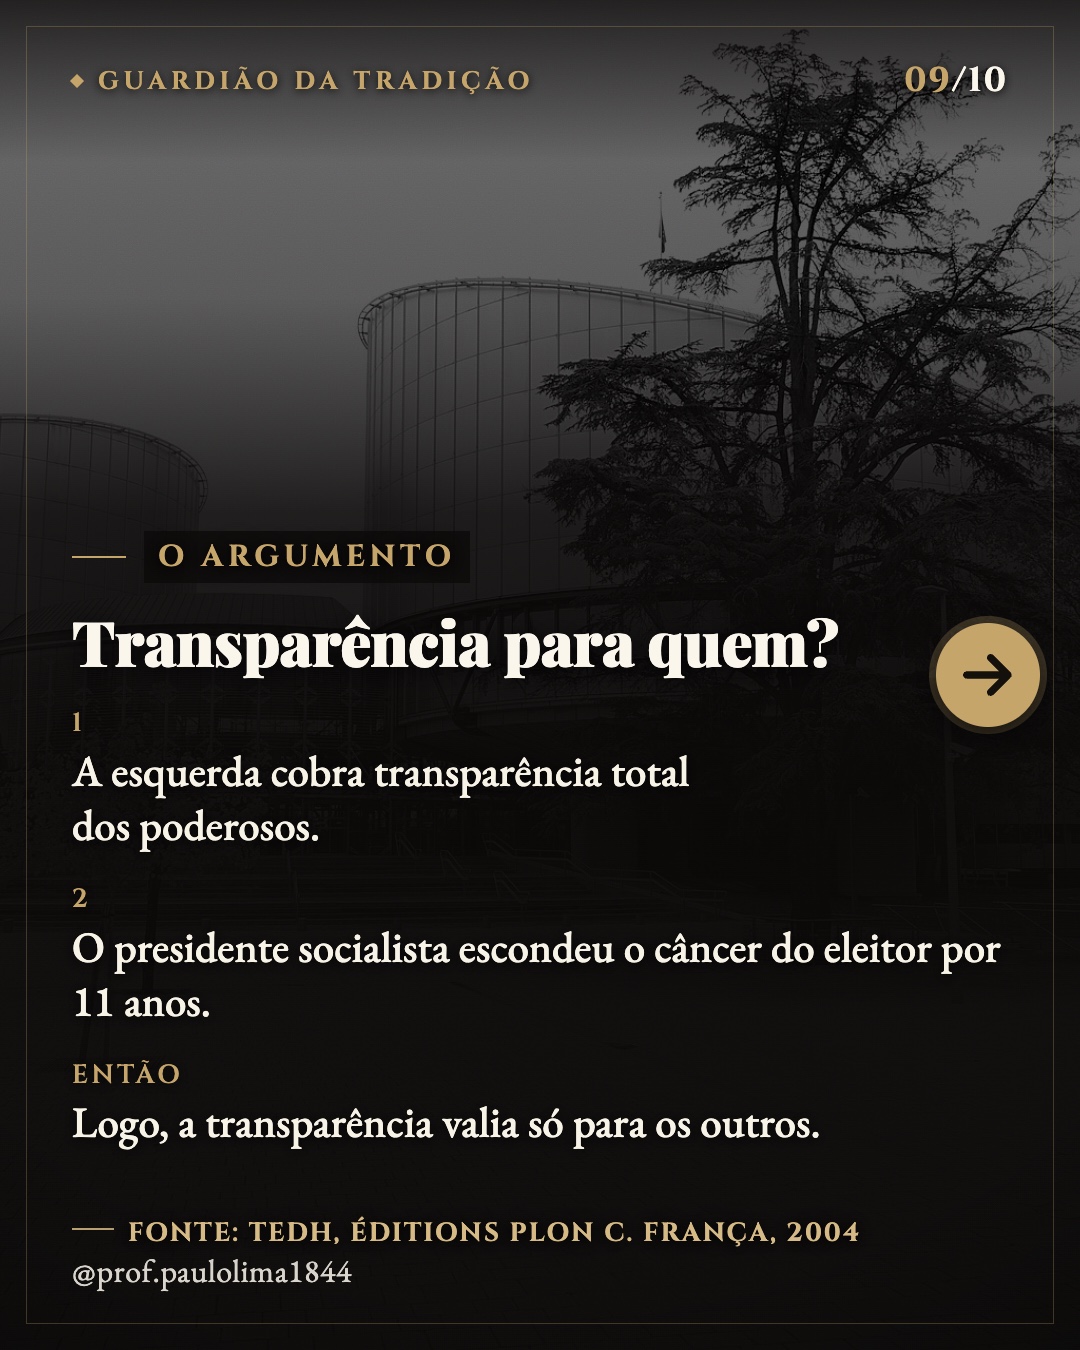 GUARDIÃO DA TRADIÇÃO
09/10
O ARGUMENTO
Transparência para quem?
1
A esquerda cobra transparência total
dos poderosos.
2
O presidente socialista escondeu o câncer do eleitor por
11 anos.
ENTÃO
Logo, a transparência valia só para os outros.
FONTE: TEDH, ÉDITIONS PLON C. FRANÇA, 2004
@prof.paulolima1844